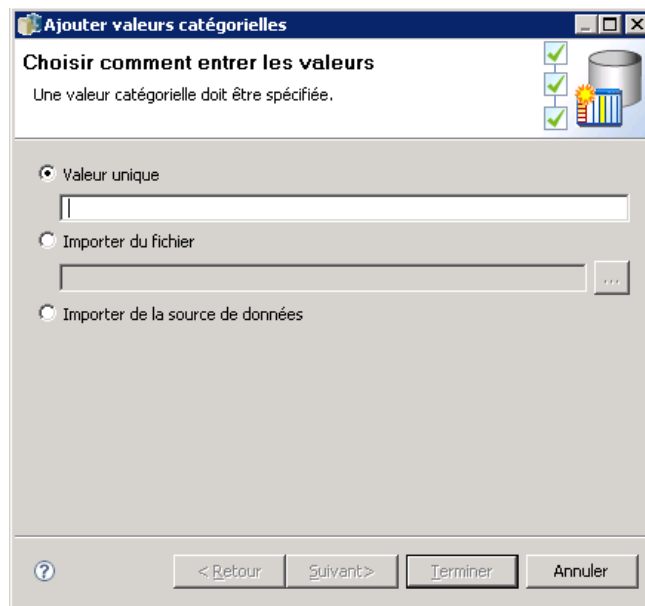 Ajouter valeurs catégorielles
Choisir comment entrer les valeurs
Une valeur catégorielle doit être spécifiée.
Valeur unique
Importer du fichier
...
Importer de la source de données
< Retour
Suivant>
Terminer
Annuler